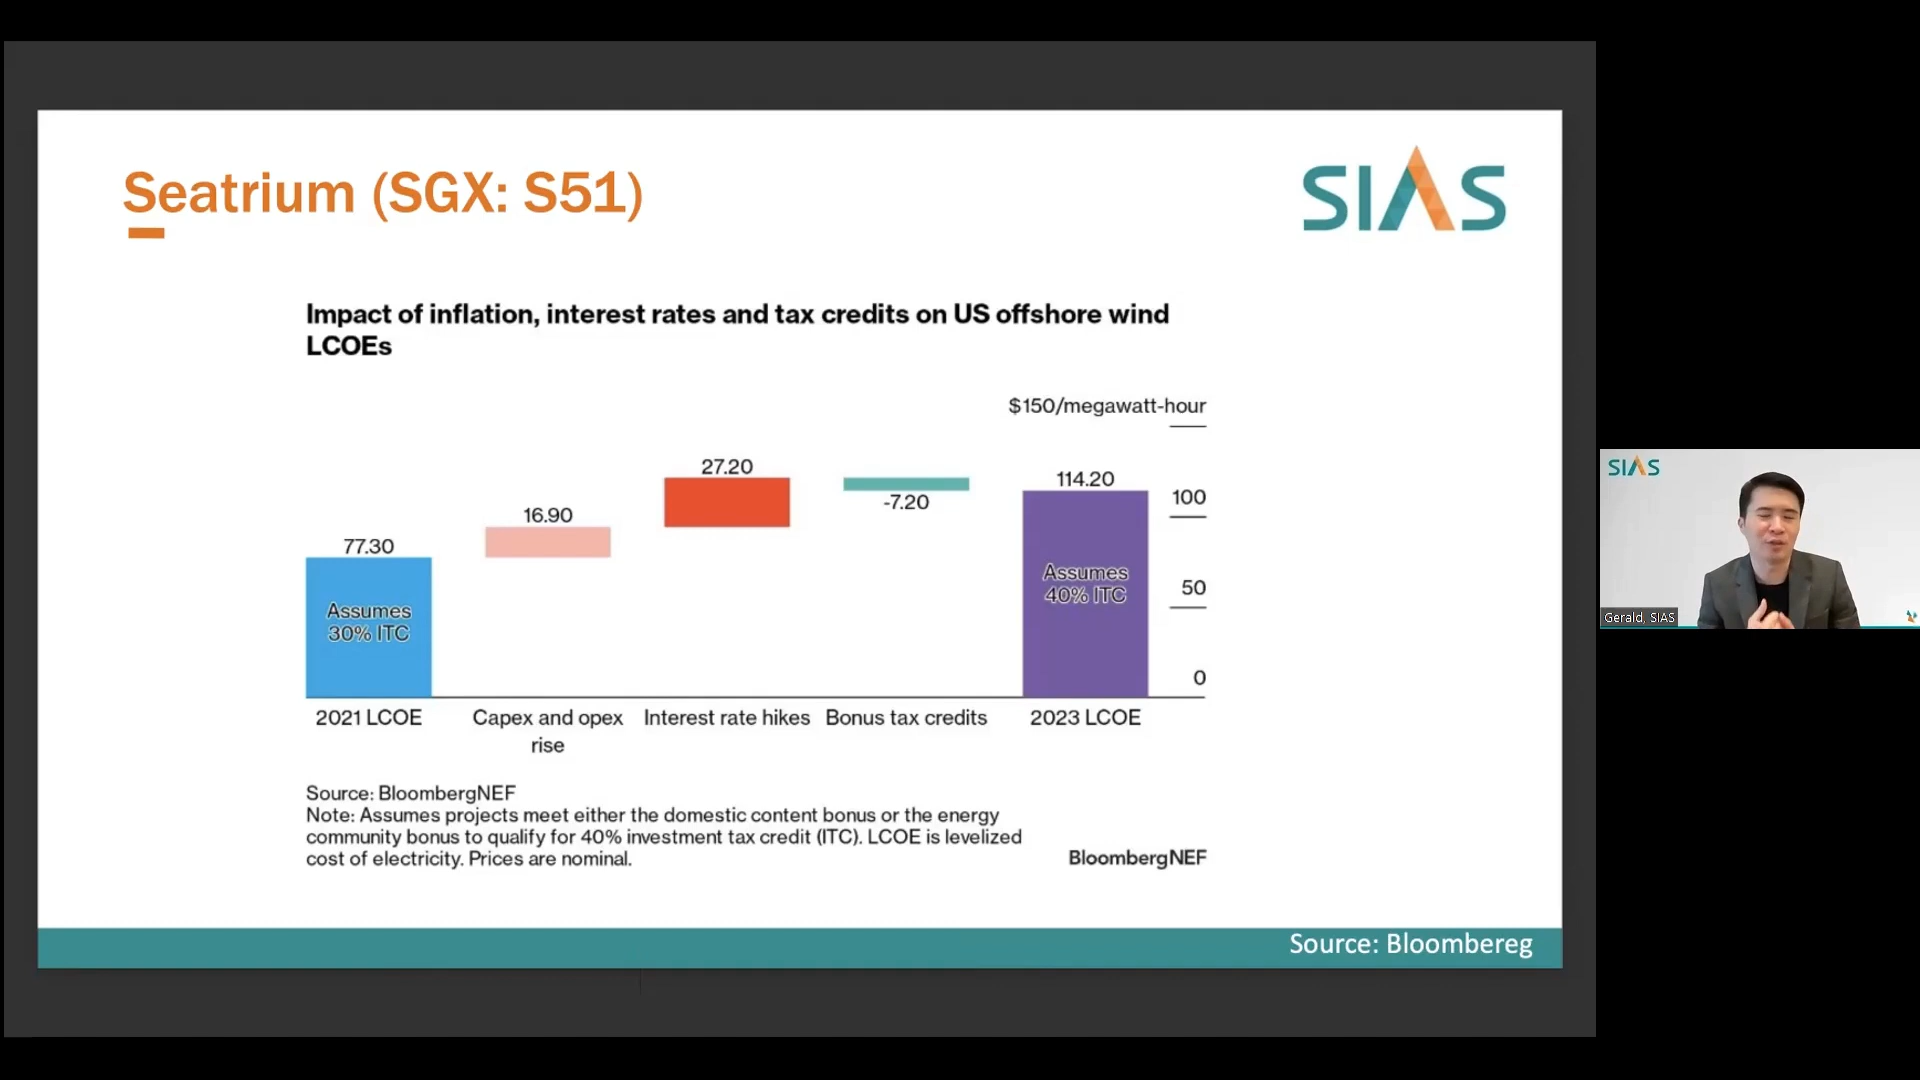 Seatrium (SGX: S51)
SIAS
Impact of inflation, interest rates and tax credits on US offshore wind
LCOEs
$150/megawatt-hour
27.20
114.20
-7.20
100
16.90
77.30
Assumes
40% ITC
50
Assumes
30% ITC
0
2021 LCOE
Capex and opex
rise
Interest rate hikes
Bonus tax credits
2023 LCOE
Source: BloombergNEF
Note: Assumes projects meet either the domestic content bonus or the energy
community bonus to qualify for 40% investment tax credit (ITC). LCOE is levelized
cost of electricity. Prices are nominal.
BloombergNEF
Source: Bloombereg
SIAS
Gerald, SIAS